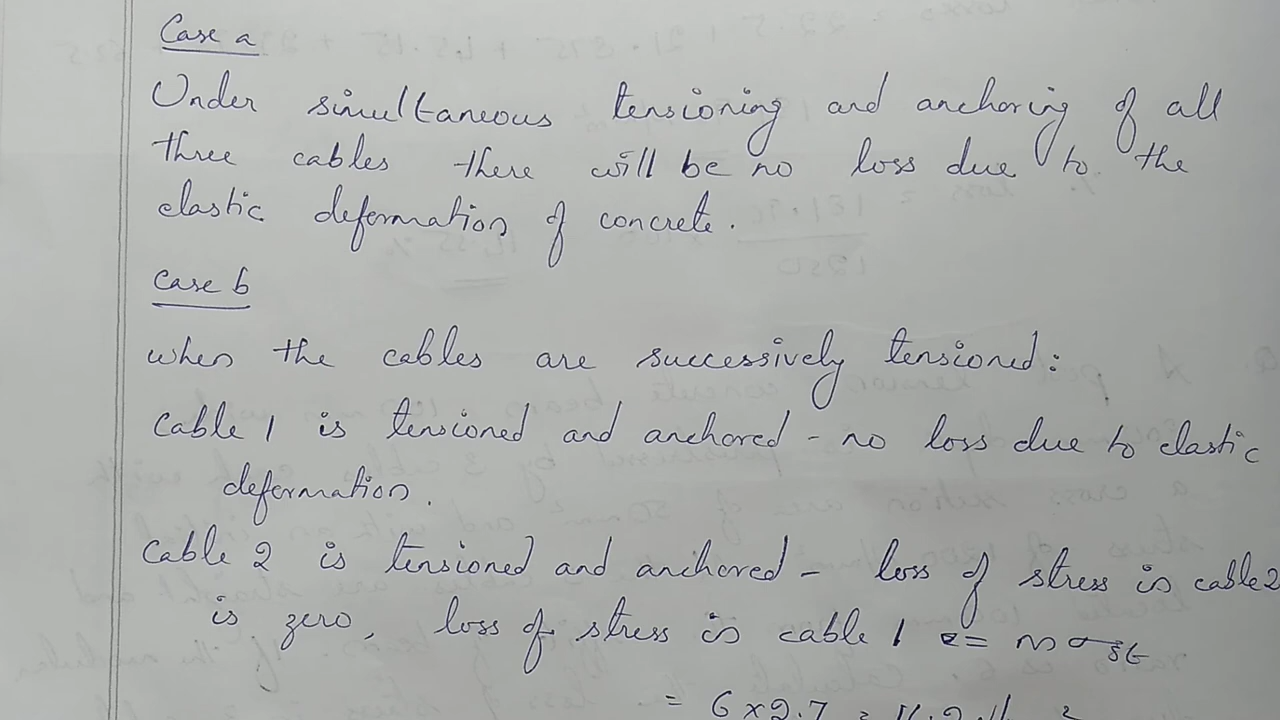 Case a
Under simultaneous tensioning and anchoring of all
three cables there will be no loss due to the
elastic deformation of concrete.
Case b
when the cables are successively tensioned:
Cable 1 is tensioned and anchored - no loss due to elastic
deformation.
Cable 2 is tensioned and anchored - loss of stress in cable 2
is zero, loss of stress in cable 1 =
= 6 x 2.7 =